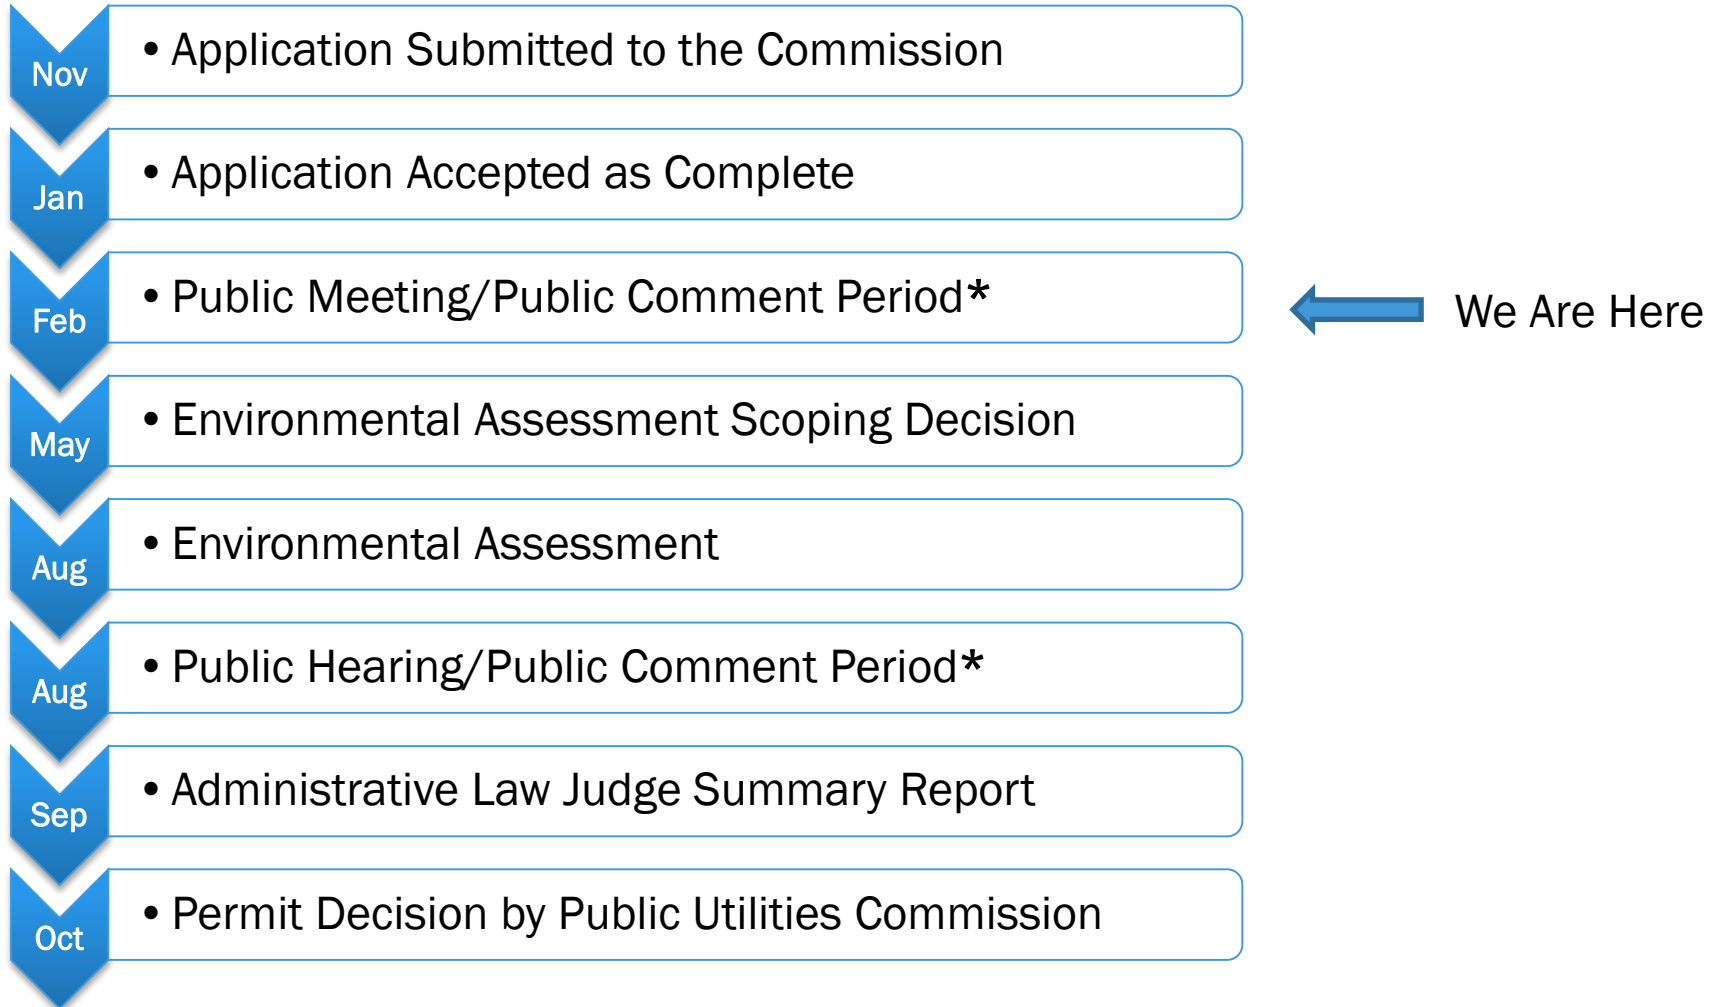 Nov
• Application Submitted to the Commission
Jan
• Application Accepted as Complete
Feb
• Public Meeting/Public Comment Period*
We Are Here
May
• Environmental Assessment Scoping Decision
Aug
• Environmental Assessment
Aug
• Public Hearing/Public Comment Period*
Sep
• Administrative Law Judge Summary Report
Oct
• Permit Decision by Public Utilities Commission